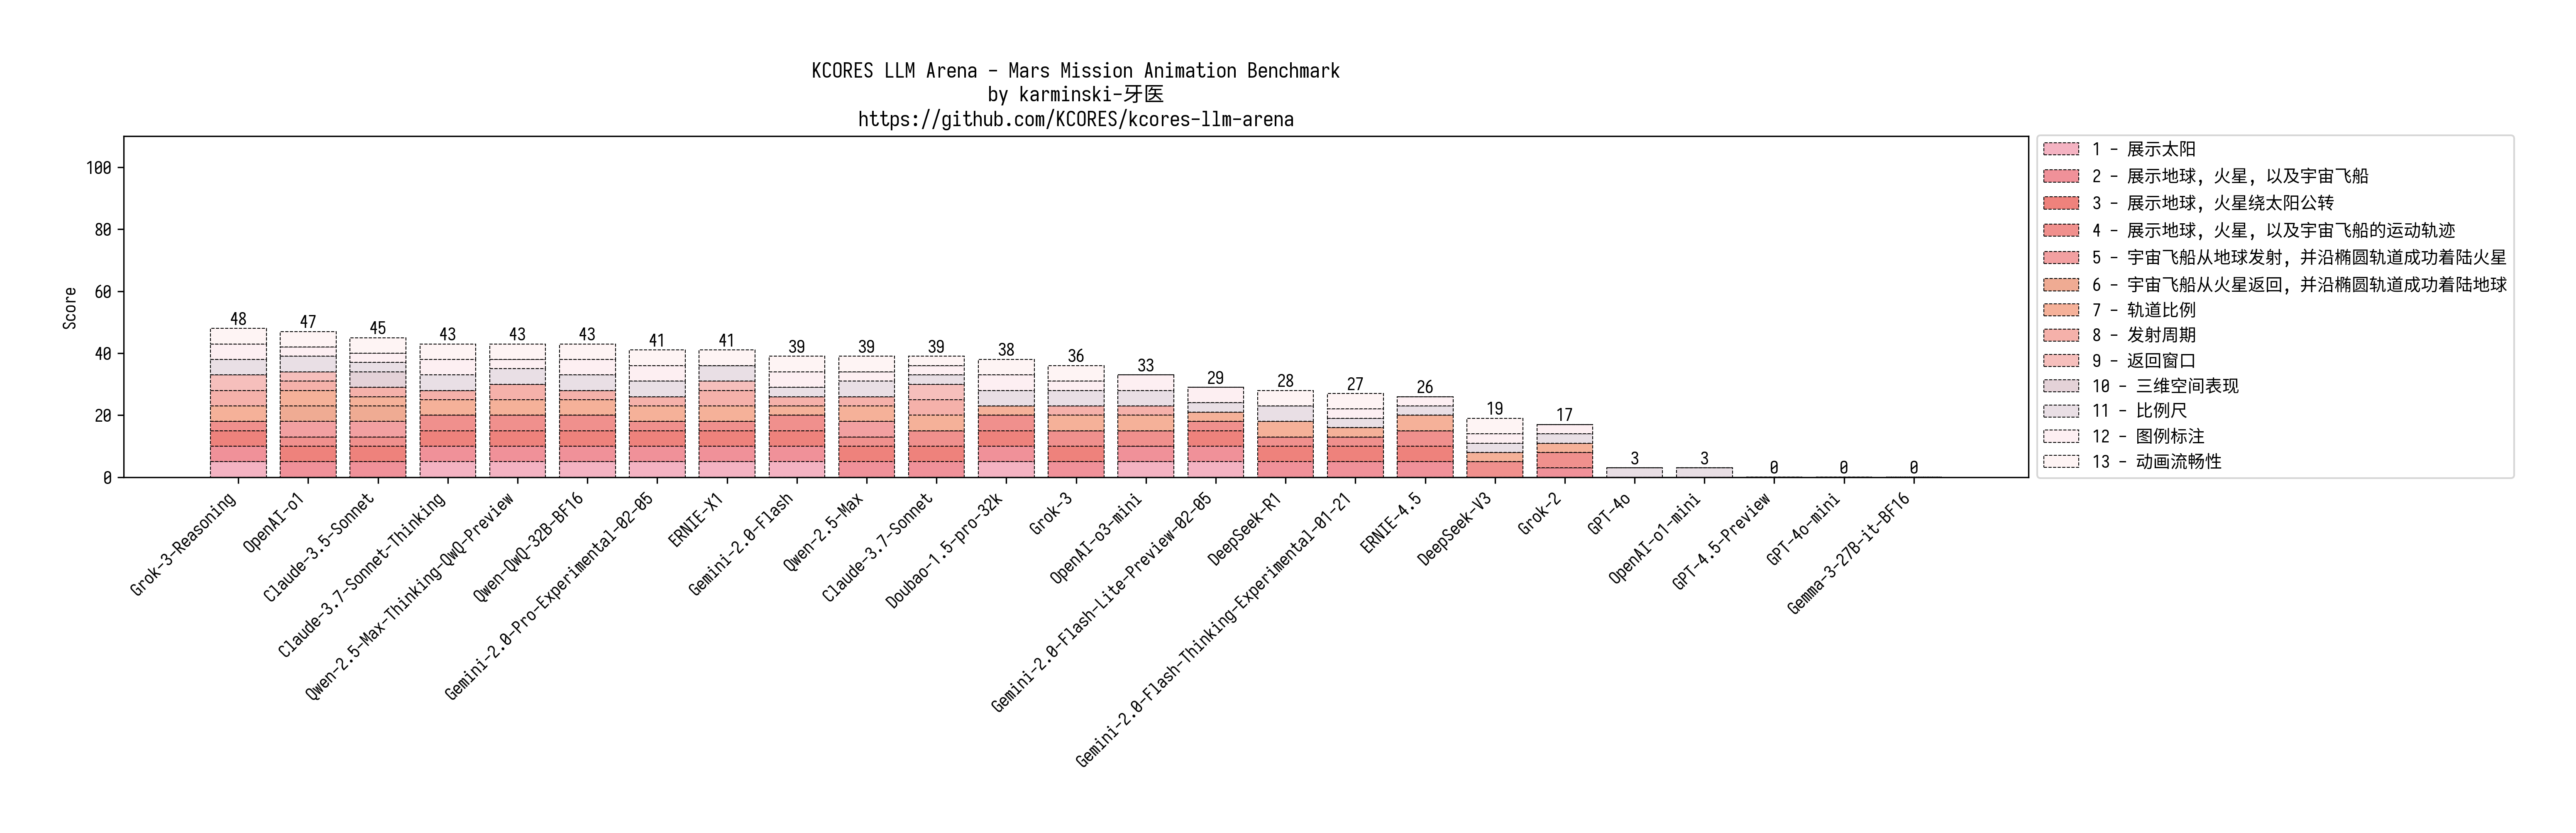 KCORES LLM Arena - Mars Mission Animation Benchmark
by karminski-牙医
https://github.com/KCORES/kcores-llm-arena
Score
100
80
60
40
20
0
48
47
45
43
43
43
41
41
39
39
39
38
36
33
29
28
27
26
19
17
3
3
0
0
0
Grok-3-Reasoning
OpenAI-o1
Claude-3.5-Sonnet
Claude-3.7-Sonnet-Thinking
Qwen-2.5-Max-Thinking-QwQ-Preview
Qwen-QwQ-32B-BF16
Gemini-2.0-Pro-Experimental-02-05
ERNIE-X1
Gemini-2.0-Flash
Qwen-2.5-Max
Claude-3.7-Sonnet
Doubao-1.5-pro-32k
Grok-3
OpenAI-o3-mini
Gemini-2.0-Flash-Lite-Preview-02-05
DeepSeek-R1
Gemini-2.0-Flash-Thinking-Experimental-01-21
ERNIE-4.5
DeepSeek-V3
Grok-2
GPT-4o
OpenAI-o1-mini
GPT-4.5-Preview
GPT-4o-mini
Gemma-3-27B-it-BF16
1 - 展示太阳
2 - 展示地球，火星，以及宇宙飞船
3 - 展示地球，火星绕太阳公转
4 - 展示地球，火星，以及宇宙飞船的运动轨迹
5 - 宇宙飞船从地球发射，并沿椭圆轨道成功着陆火星
6 - 宇宙飞船从火星返回，并沿椭圆轨道成功着陆地球
7 - 轨道比例
8 - 发射周期
9 - 返回窗口
10 - 三维空间表现
11 - 比例尺
12 - 图例标注
13 - 动画流畅性